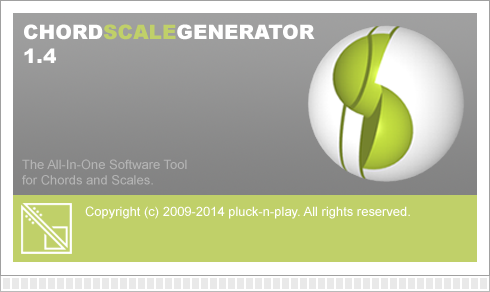 CHORDSCALEGENERATOR
1.4
The All-In-One Software Tool
for Chords and Scales.
Copyright (c) 2009-2014 pluck-n-play. All rights reserved.